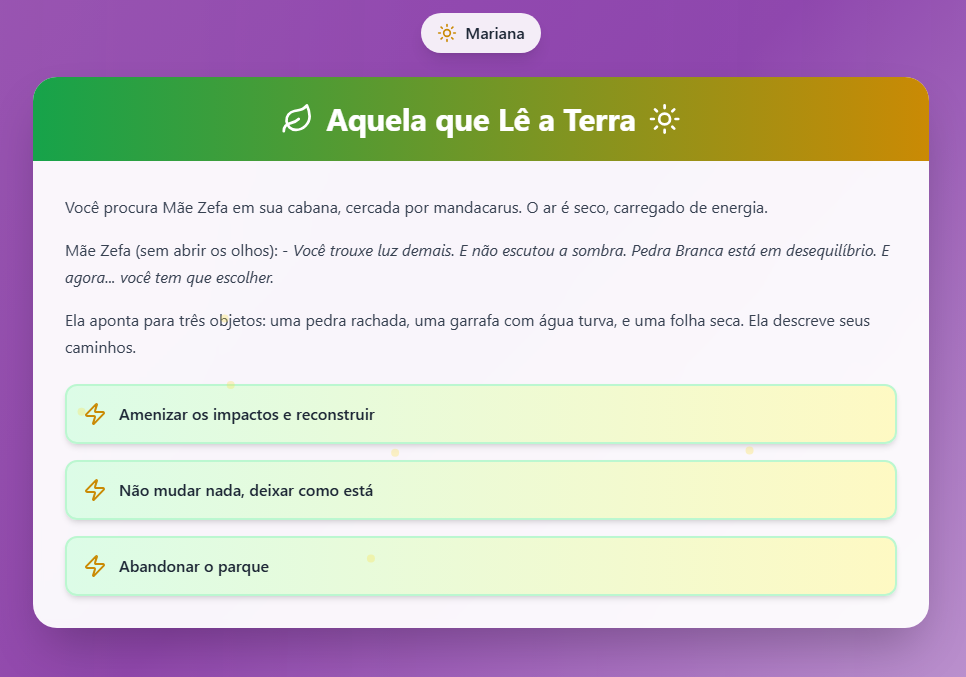 Mariana
Aquela que Lê a Terra
Você procura Mãe Zefa em sua cabana, cercada por mandacarus. O ar é seco, carregado de energia.
Mãe Zefa (sem abrir os olhos): - Você trouxe luz demais. E não escutou a sombra. Pedra Branca está em desequilíbrio. E
agora... você tem que escolher.
Ela aponta para três objetos: uma pedra rachada, uma garrafa com água turva, e uma folha seca. Ela descreve seus
caminhos.
Amenizar os impactos e reconstruir
Não mudar nada, deixar como está
Abandonar o parque